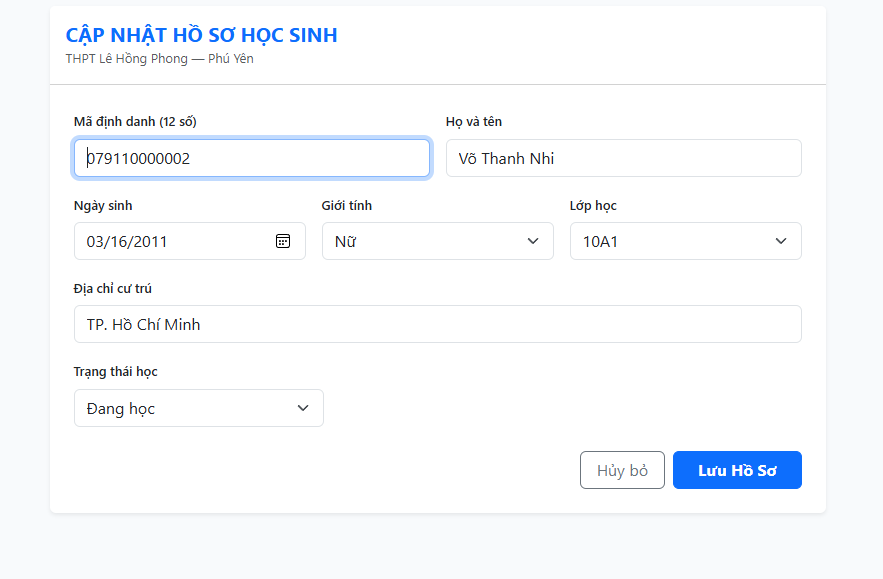 CẬP NHẬT HỒ SƠ HỌC SINH
THPT Lê Hồng Phong — Phú Yên
Mã định danh (12 số)
Họ và tên
079110000002
Võ Thanh Nhi
Ngày sinh
Giới tính
Lớp học
03/16/2011
Nữ
10A1
Địa chỉ cư trú
TP. Hồ Chí Minh
Trạng thái học
Đang học
Hủy bỏ
Lưu Hồ Sơ